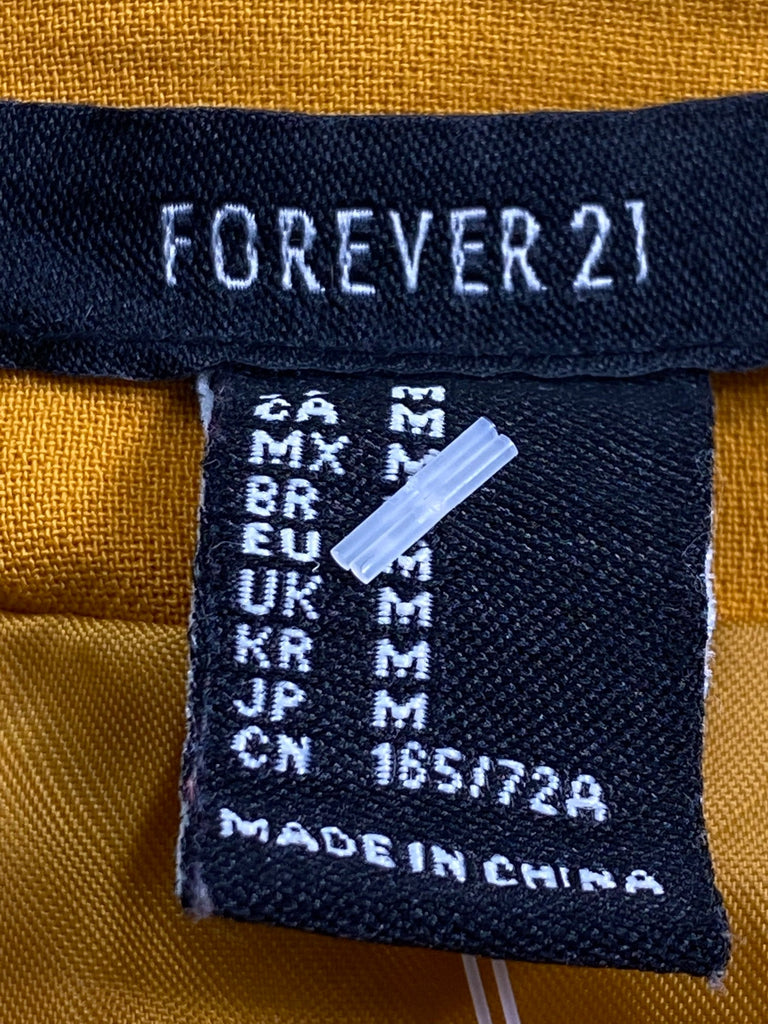 FOREVER 21
CA M
MX M
BR
EU M
UK M
KR M
JP M
CN 165/72A
MADE IN CHINA